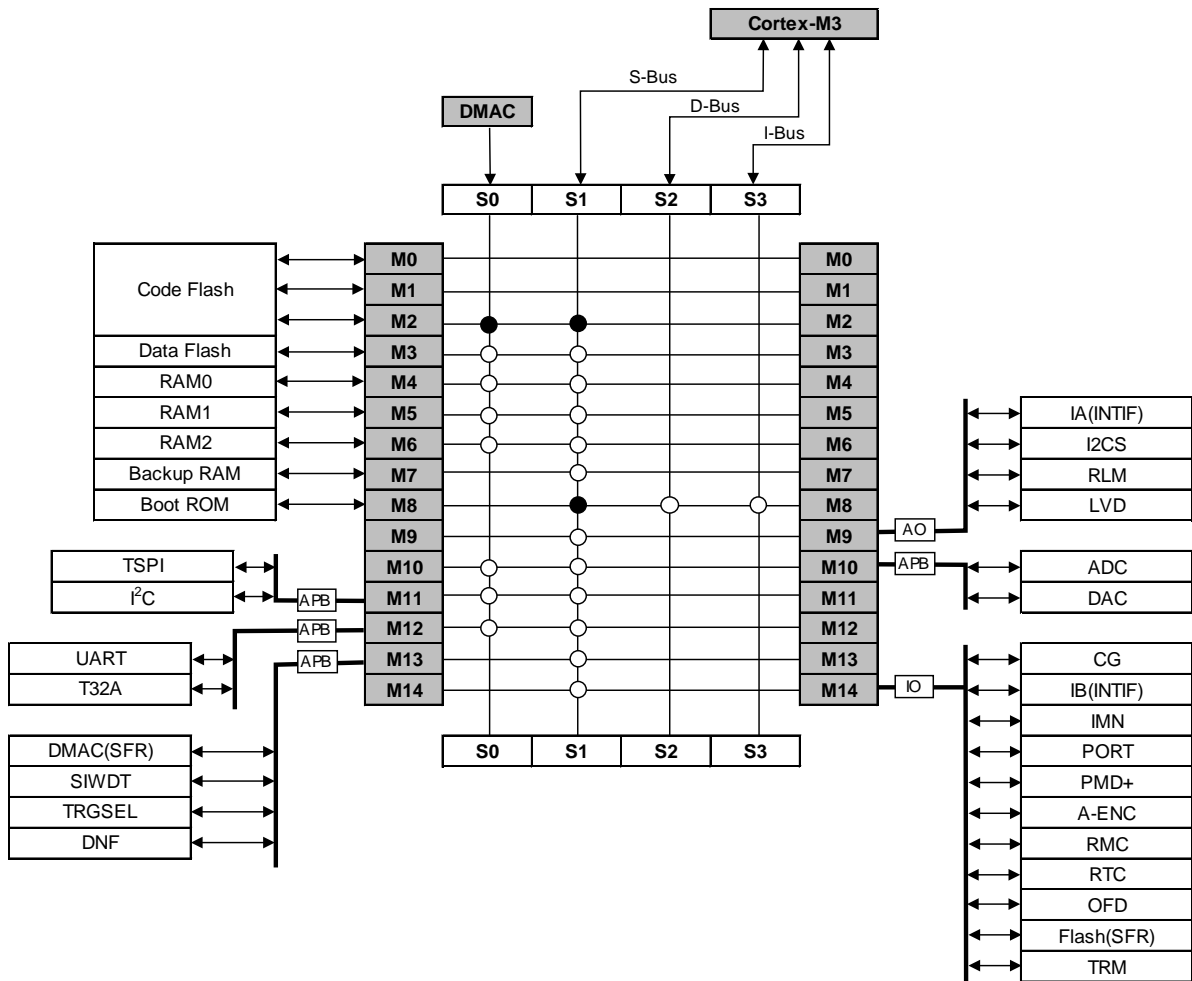 Cortex-M3
S-Bus
D-Bus
DMAC
I-Bus
S0 S1 S2 S3
M0 M0
Code Flash M1 M1
M2 M2
Data Flash M3 M3
RAM0 M4 M4
RAM1 M5 M5 IA(INTIF)
RAM2 M6 M6 I2CS
Backup RAM M7 M7 RLM
Boot ROM M8 M8 LVD
M9 M9 AO
TSPI M10 M10 APB ADC
I²C APB M11 M11 DAC
APB M12 M12
UART APB M13 M13 CG
T32A M14 M14 IO IB(INTIF)
IMN
DMAC(SFR) S0 S1 S2 S3 PORT
SIWDT PMD+
TRGSEL A-ENC
DNF RMC
RTC
OFD
Flash(SFR)
TRM